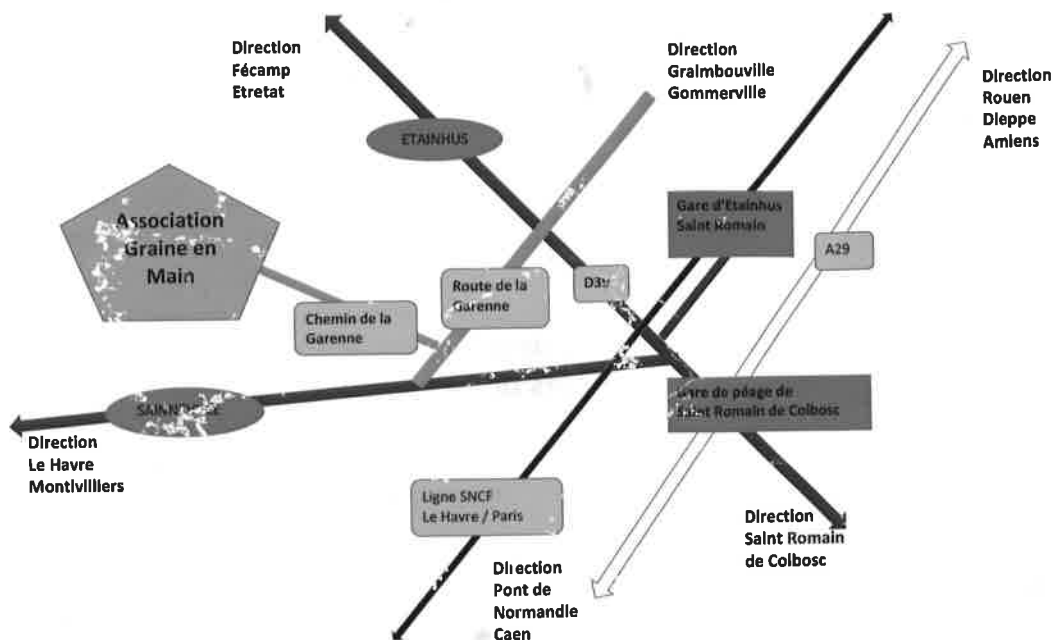 Direction
Fécamp
Etretat
Direction
Graimbouville
Gommerville
Direction
Rouen
Dieppe
Amiens
ETAINHUS
Association
Graine en
Main
Gare d'Etainhus
Saint Romain
A29
Route de la
Garenne
Chemin de la
Garenne
Gare de péage de
Saint Romain de Colbosc
Direction
Le Havre
Montivilliers
Ligne SNCF
Le Havre / Paris
Direction
Saint Romain
de Colbosc
Direction
Pont de
Normandie
Caen